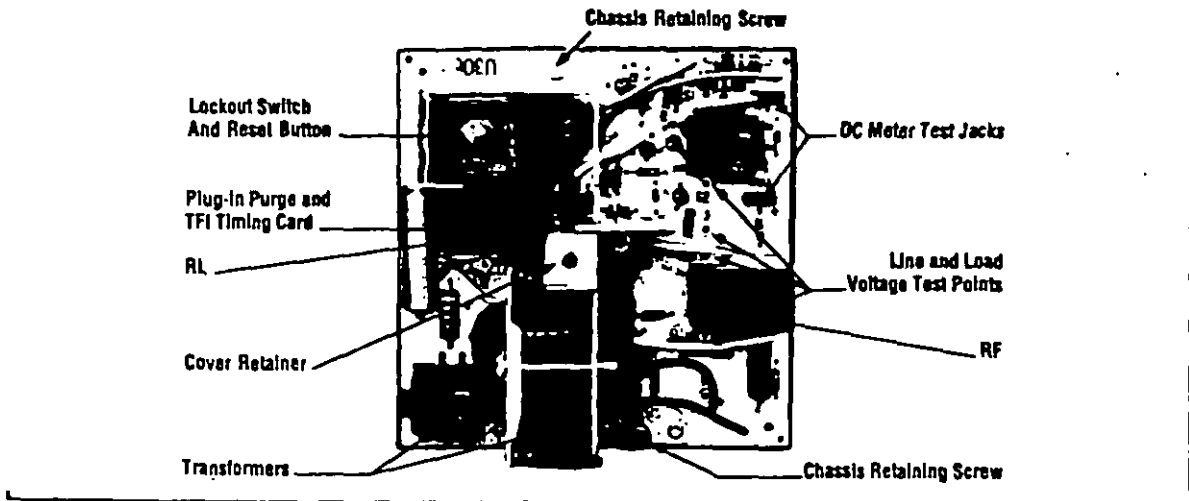 Chassis Retaining Screw
Lockout Switch
And Reset Button
DC Meter Test Jacks
Plug-In Purge and
TFI Timing Card
RL
Line and Load
Voltage Test Points
RF
Cover Retainer
Transformers
Chassis Retaining Screw